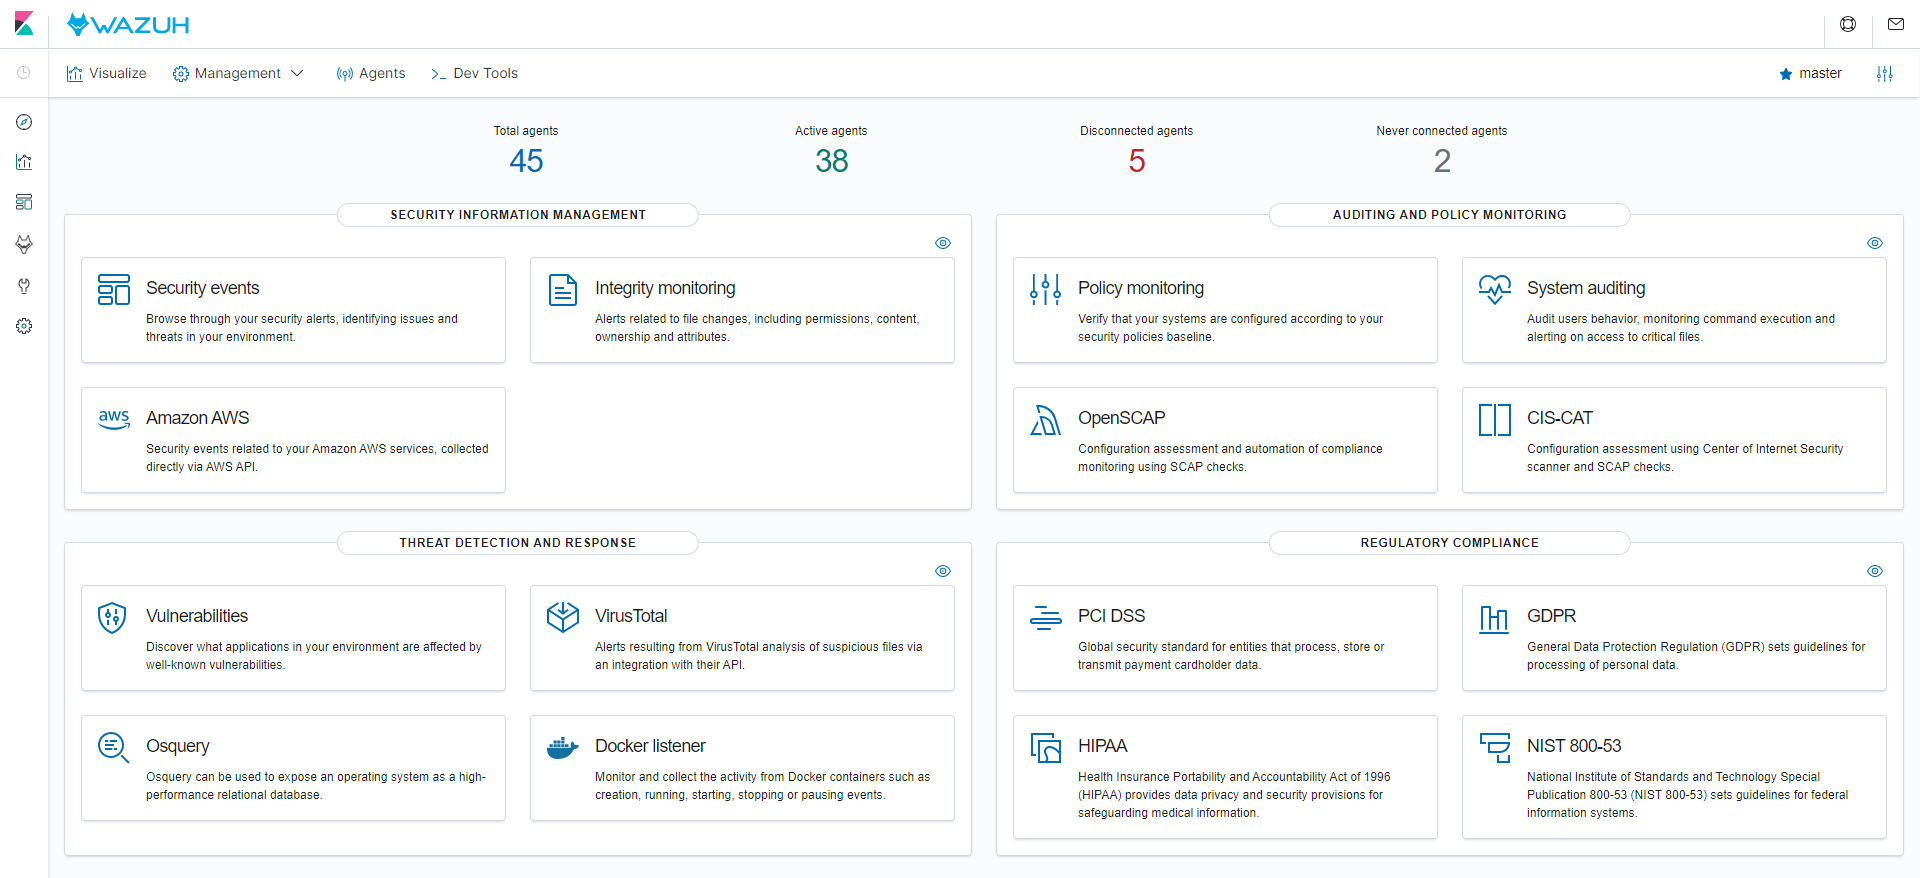 WAZUH
Visualize
Management
Agents
Dev Tools
master
Total agents
45
Active agents
38
Disconnected agents
5
Never connected agents
2
SECURITY INFORMATION MANAGEMENT
Security events
Browse through your security alerts, identifying issues and
threats in your environment.
Integrity monitoring
Alerts related to file changes, including permissions, content,
ownership and attributes.
aws
Amazon AWS
Security events related to your Amazon AWS services, collected
directly via AWS API.
AUDITING AND POLICY MONITORING
Policy monitoring
Verify that your systems are configured according to your
security policies baseline.
System auditing
Audit users behavior, monitoring command execution and
alerting on access to critical files.
OpenSCAP
Configuration assessment and automation of compliance
monitoring using SCAP checks.
CIS-CAT
Configuration assessment using Center of Internet Security
scanner and SCAP checks.
THREAT DETECTION AND RESPONSE
Vulnerabilities
Discover what applications in your environment are affected by
well-known vulnerabilities.
VirusTotal
Alerts resulting from VirusTotal analysis of suspicious files via
an integration with their API.
Osquery
Osquery can be used to expose an operating system as a high-
performance relational database.
Docker listener
Monitor and collect the activity from Docker containers such as
creation, running, starting, stopping or pausing events.
REGULATORY COMPLIANCE
PCI DSS
Global security standard for entities that process, store or
transmit payment cardholder data.
GDPR
General Data Protection Regulation (GDPR) sets guidelines for
processing of personal data.
HIPAA
Health Insurance Portability and Accountability Act of 1996
(HIPAA) provides data privacy and security provisions for
safeguarding medical information.
NIST 800-53
National Institute of Standards and Technology Special
Publication 800-53 (NIST 800-53) sets guidelines for federal
information systems.